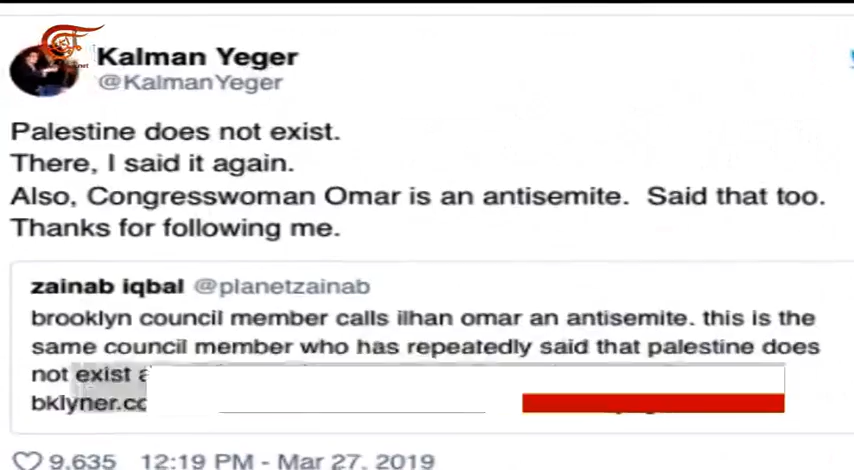 Kalman Yeger
@KalmanYeger
Palestine does not exist.
There, I said it again.
Also, Congresswoman Omar is an antisemite. Said that too.
Thanks for following me.
zainab iqbal @planetzainab
brooklyn council member calls ilhan omar an antisemite. this is the
same council member who has repeatedly said that palestine does
not exist
9,635 12:19 PM - Mar 27, 2019